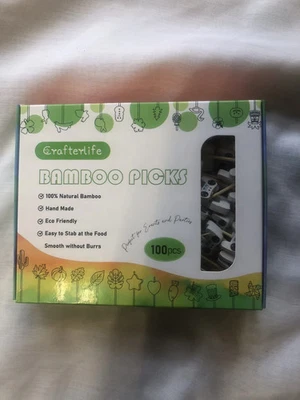 Crafterlife
BAMBOO PICKS
100% Natural Bamboo
Hand Made
Eco Friendly
Easy to Stab at the Food
Smooth without Burrs
Perfect for Events and Parties
100pcs